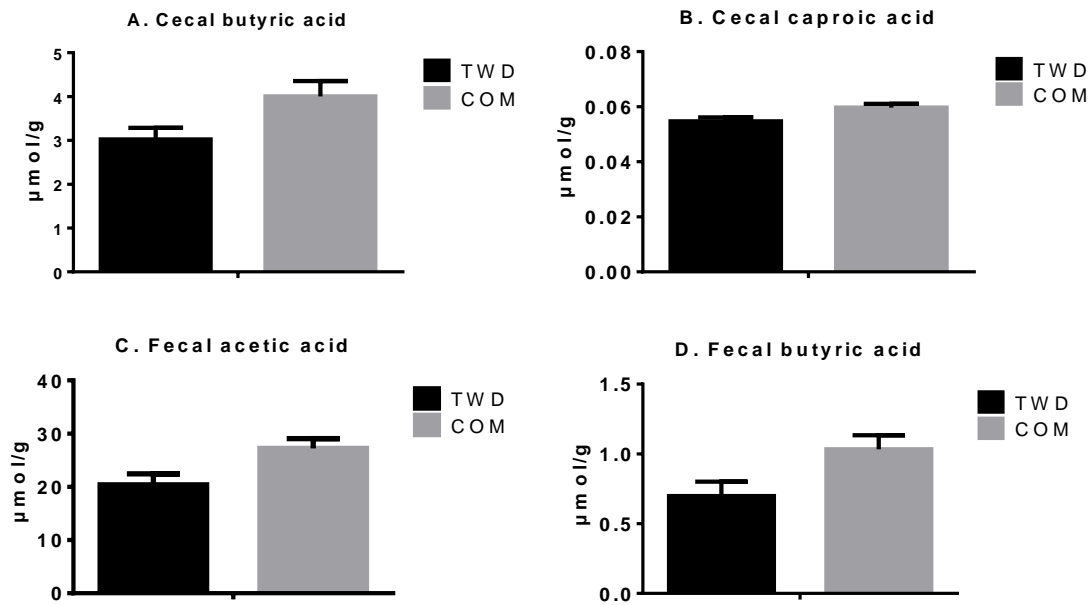 A. Cecal butyric acid
5
4
3
2
1
0
µmol/g
TWD
COM
B. Cecal caproic acid
0.08
0.06
0.04
0.02
0.00
µmol/g
TWD
COM
C. Fecal acetic acid
40
30
20
10
0
µmol/g
TWD
COM
D. Fecal butyric acid
1.5
1.0
0.5
0.0
µmol/g
TWD
COM